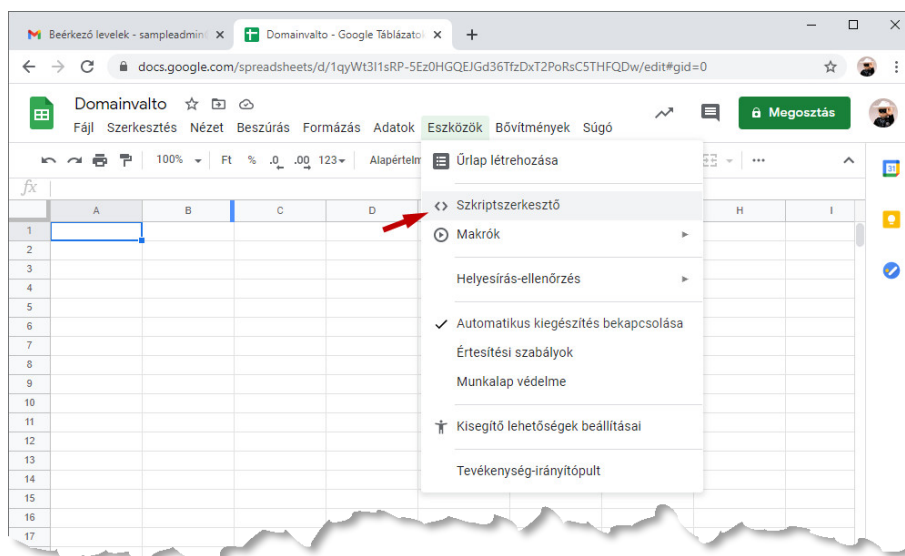 Beérkező levelek - sampleadmin
Domainvalto - Google Táblázatok
docs.google.com/spreadsheets/d/1qyWt3I1sRP-5Ez0HGQEJGd36TfzDxT2PoRsC5THFQDw/edit#gid=0
Domainvalto
Megosztás
Fájl Szerkesztés Nézet Beszúrás Formázás Adatok Eszközök Bővítmények Súgó
100% Ft % .0 .00 123 Alapértelm
31
fx
A B C D H I
Űrlap létrehozása
Szkriptszerkesztő
Makrók
Helyesírás-ellenőrzés
Automatikus kiegészítés bekapcsolása
Értesítési szabályok
Munkalap védelme
Kisegítő lehetőségek beállításai
Tevékenység-irányítópult
1
2
3
4
5
6
7
8
9
10
11
12
13
14
15
16
17